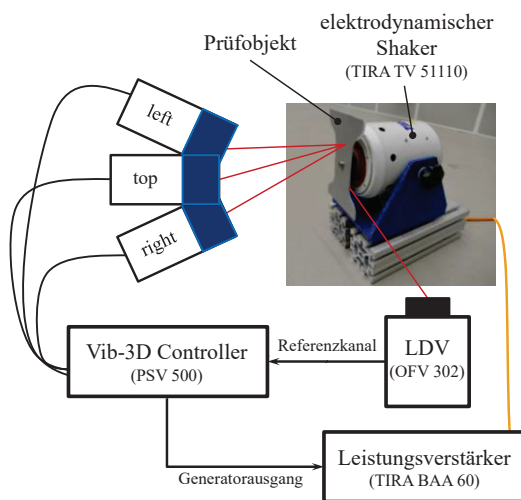 elektrodynamischer
Shaker
(TIRA TV 51110)
Prüfobjekt
left
top
right
Vib-3D Controller
(PSV 500)
Referenzkanal
LDV
(OFV 302)
Generatorausgang
Leistungsverstärker
(TIRA BAA 60)